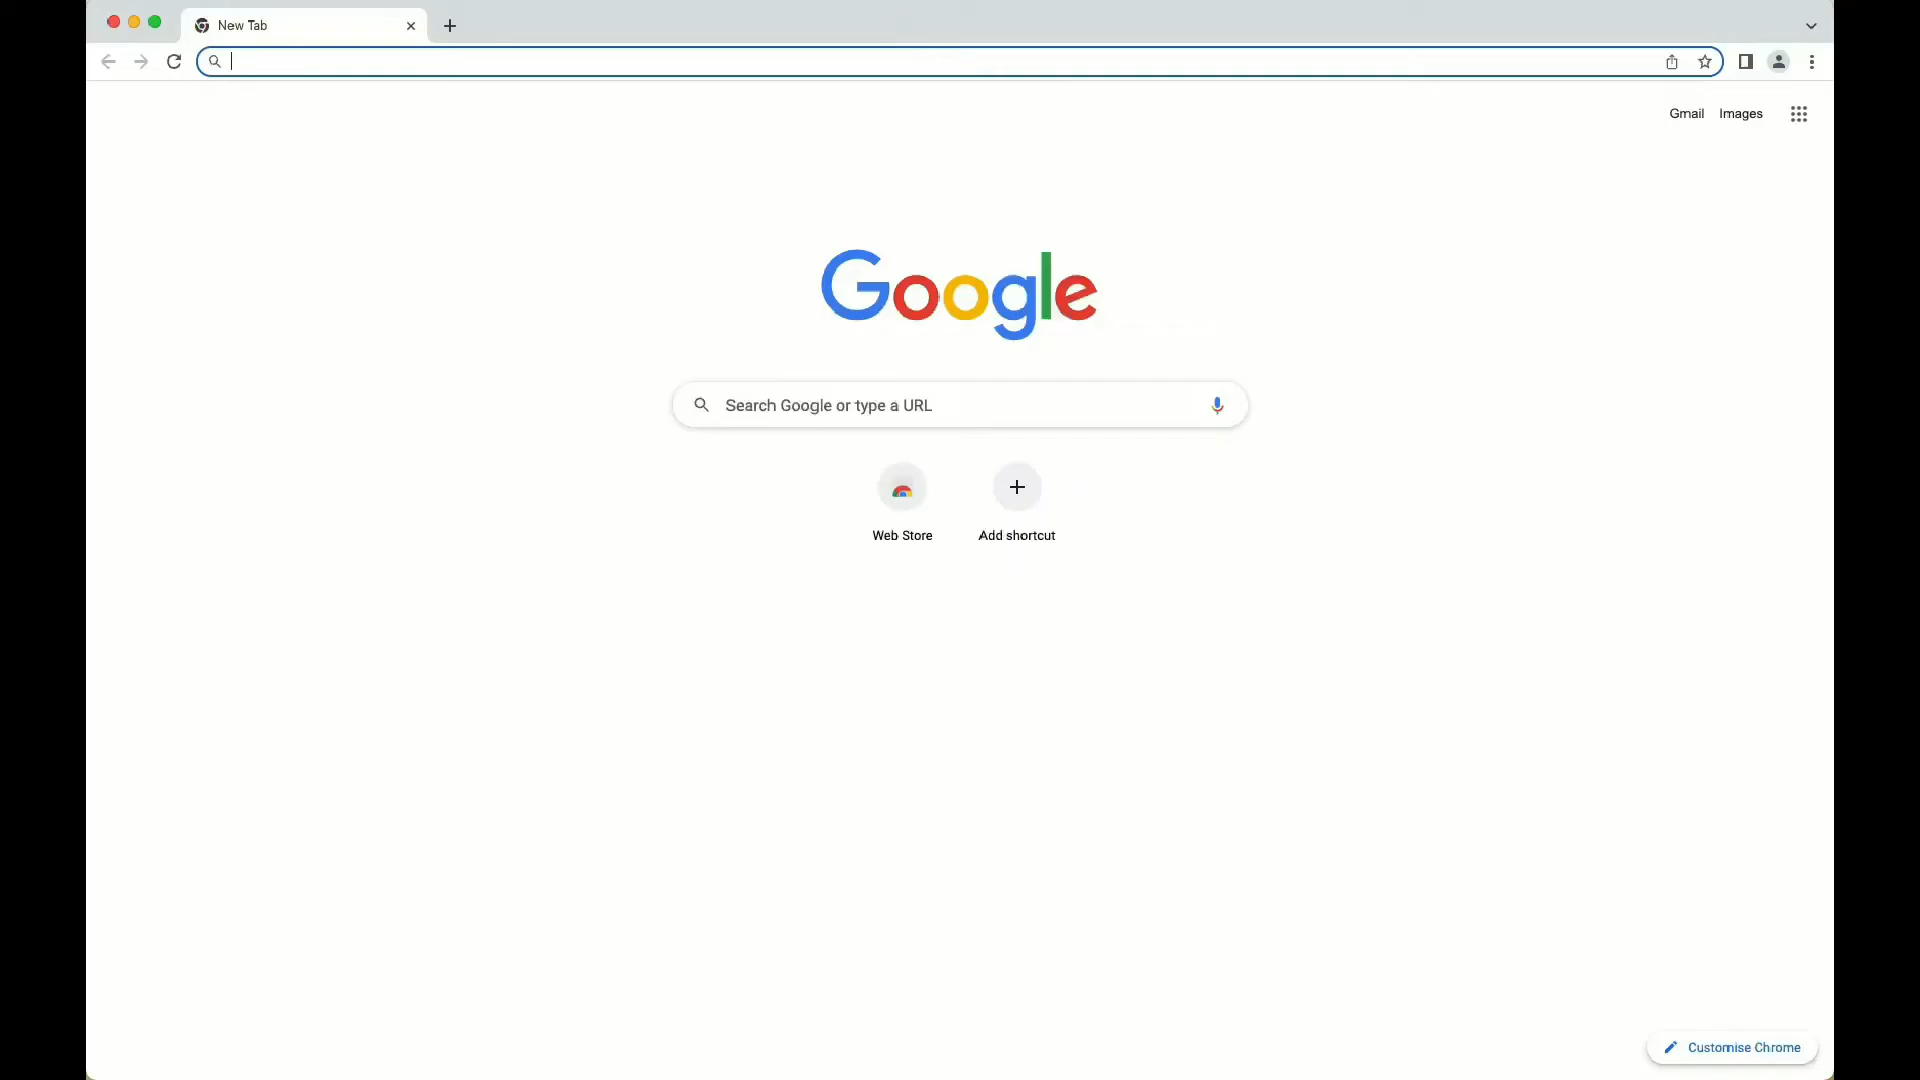 New Tab
Gmail Images
Google
Search Google or type a URL
Web Store Add shortcut
Customise Chrome